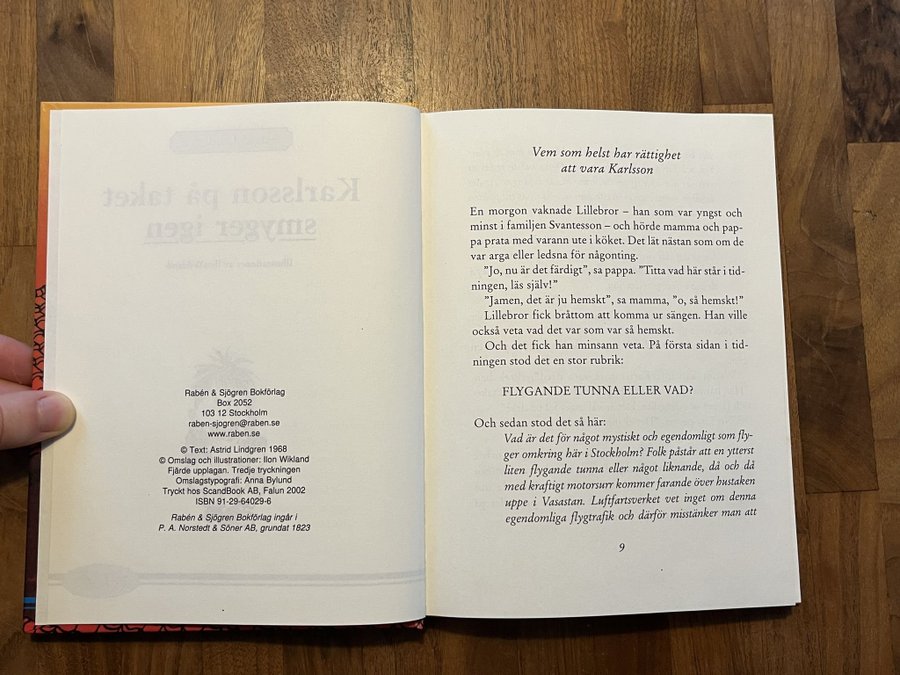 Karlsson på taket
smyger igen
Illustrationer av Ilon Wikland
Rabén & Sjögren Bokförlag
Box 2052
103 12 Stockholm
raben-sjogren@raben.se
www.raben.se
© Text: Astrid Lindgren 1968
© Omslag och illustrationer: Ilon Wikland
Fjärde upplagan. Tredje tryckningen
Omslagstypografi: Anna Bylund
Tryckt hos ScandBook AB, Falun 2002
ISBN 91-29-64029-6
Rabén & Sjögren Bokförlag ingår i
P. A. Norstedt & Söner AB, grundat 1823
Vem som helst har rättighet
att vara Karlsson
En morgon vaknade Lillebror – han som var yngst och
minst i familjen Svantesson – och hörde mamma och pap-
pa prata med varann ute i köket. Det lät nästan som om de
var arga eller ledsna för någonting.
”Jo, nu är det färdigt”, sa pappa. ”Titta vad här står i tid-
ningen, läs själv!”
”Jamen, det är ju hemskt”, sa mamma, ”o, så hemskt!”
Lillebror fick bråttom att komma ur sängen. Han ville
också veta vad det var som var så hemskt.
Och det fick han minsann veta. På första sidan i tid-
ningen stod det en stor rubrik:
FLYGANDE TUNNA ELLER VAD?
Och sedan stod det så här:
Vad är det för något mystiskt och egendomligt som fly-
ger omkring här i Stockholm? Folk påstår att en ytterst
liten flygande tunna eller något liknande, då och då
med kraftigt motorsurr kommer farande över hustaken
uppe i Vasastan. Luftfartsverket vet inget om denna
egendomliga flygtrafik och därför misstänker man att
9